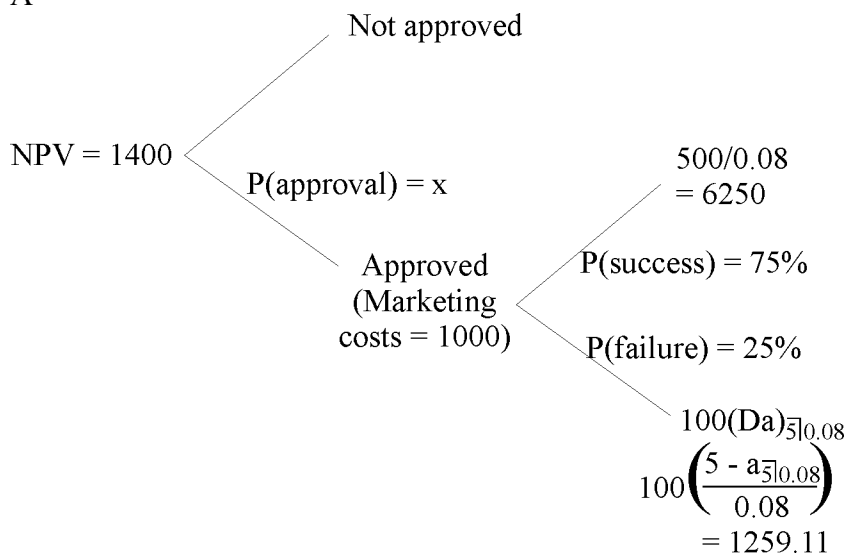 Not approved
NPV = 1400
P(approval) = x
500/0.08
= 6250
Approved
(Marketing
costs = 1000)
P(success) = 75%
P(failure) = 25%
100(Da)5|0.08
100(5 - a5|0.08 / 0.08)
= 1259.11